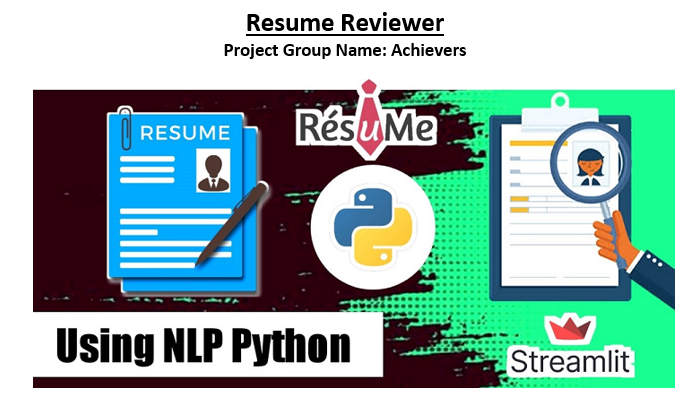 Resume Reviewer
Project Group Name: Achievers
RésuMe
RESUME
Using NLP Python
Streamlit